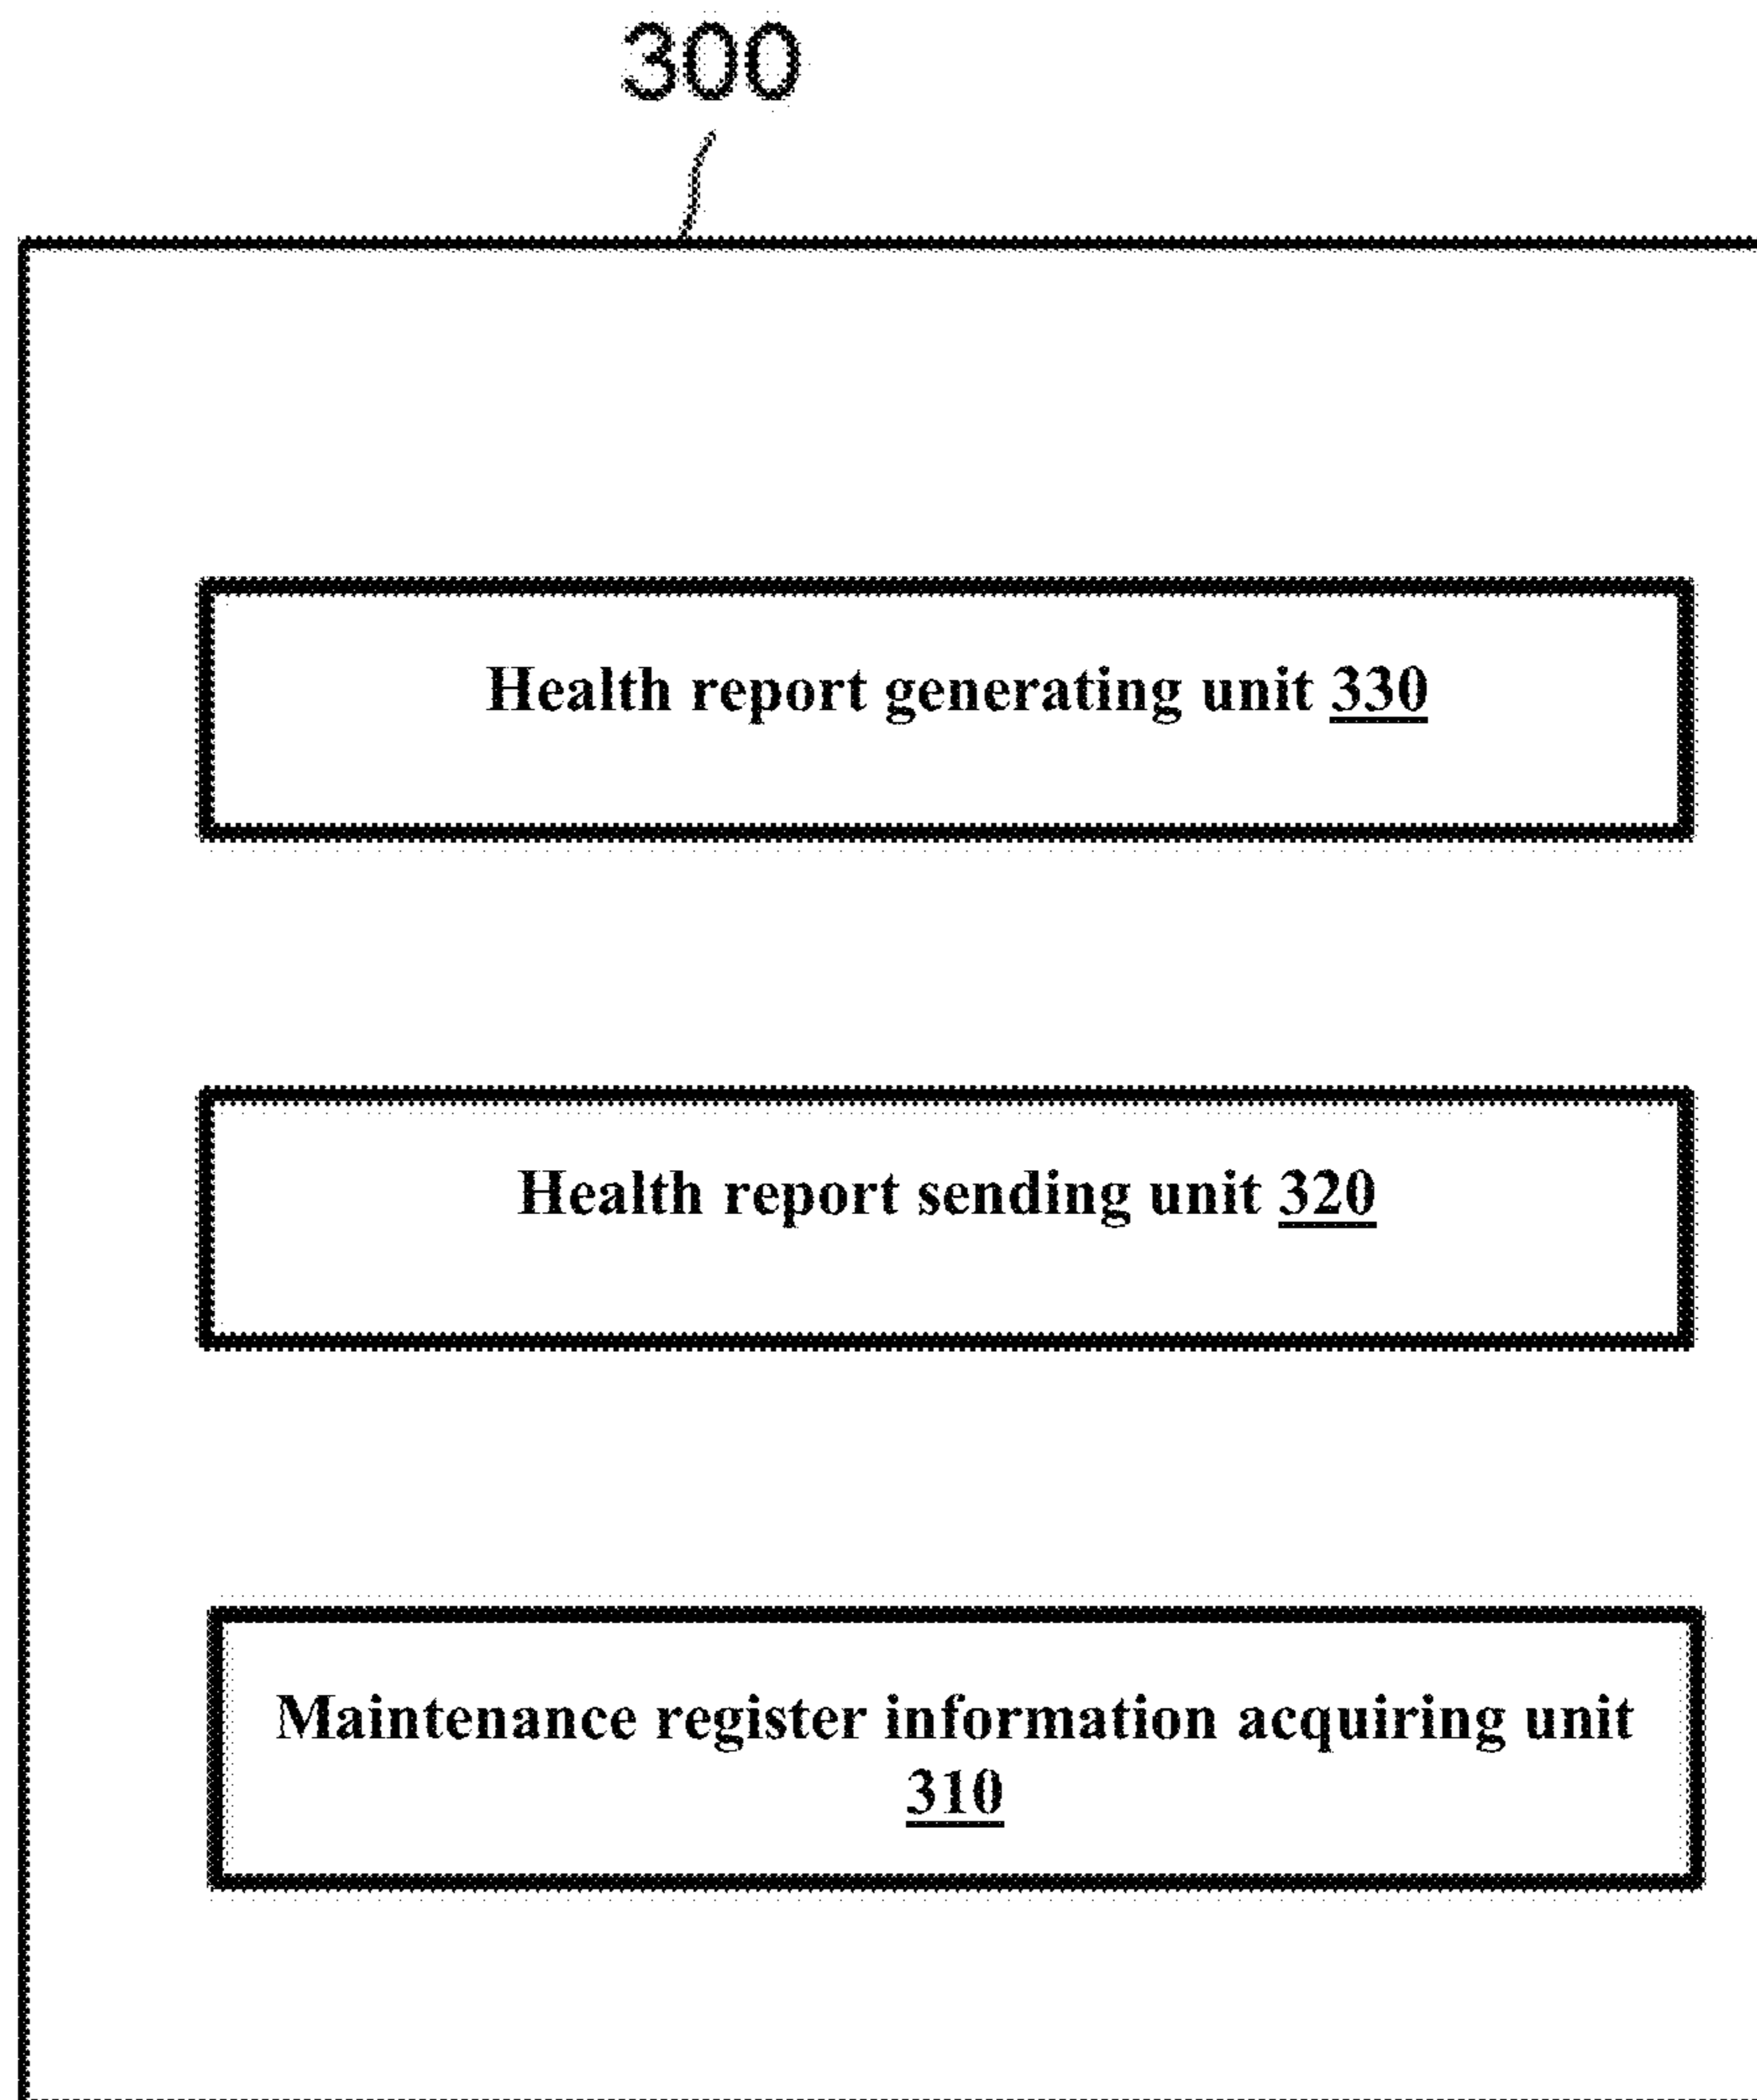 300
Health report generating unit 330
Health report sending unit 320
Maintenance register information acquiring unit
310